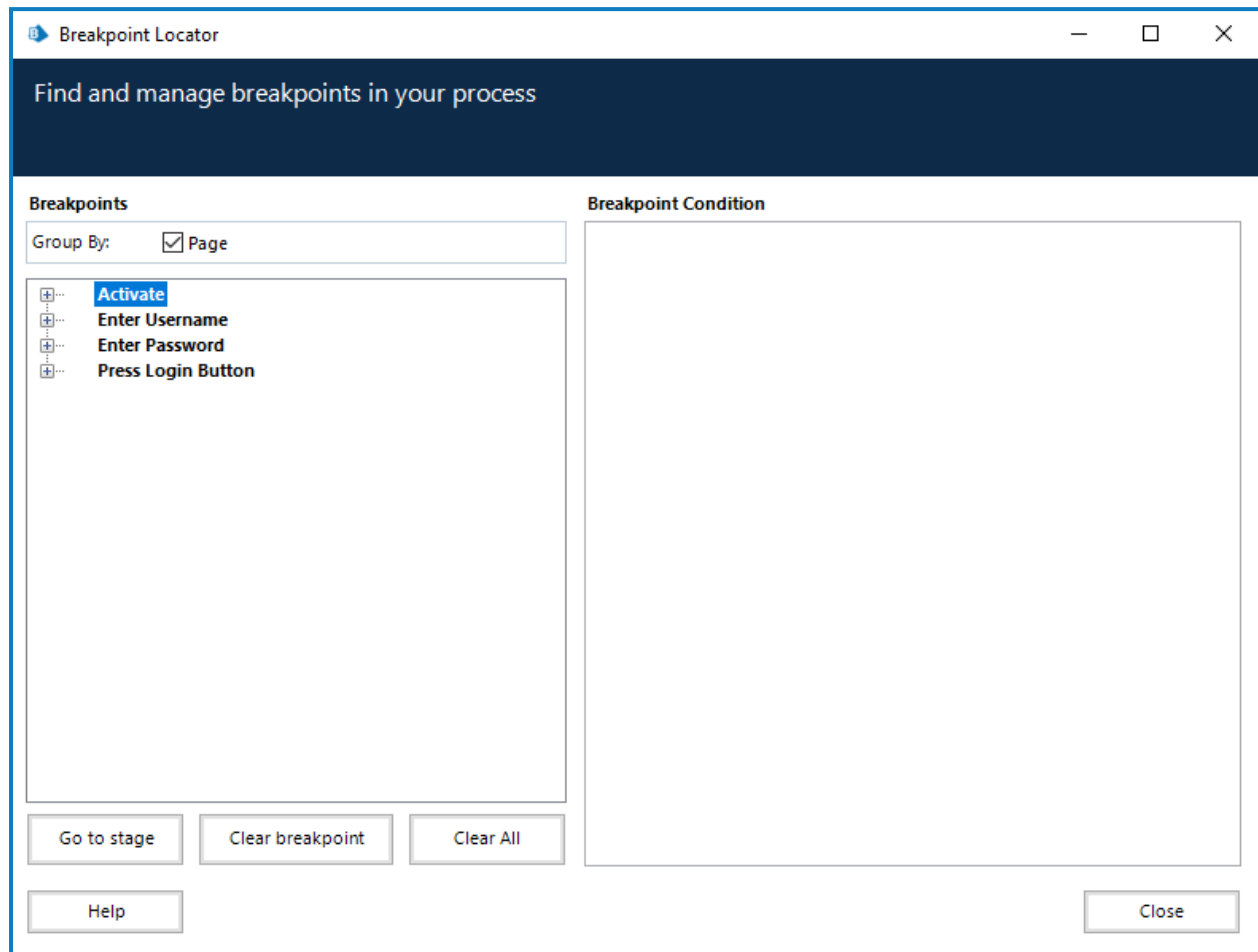 Breakpoint Locator
Find and manage breakpoints in your process
Breakpoints
Group By: Page
Activate
Enter Username
Enter Password
Press Login Button
Go to stage Clear breakpoint Clear All
Help
Breakpoint Condition
Close